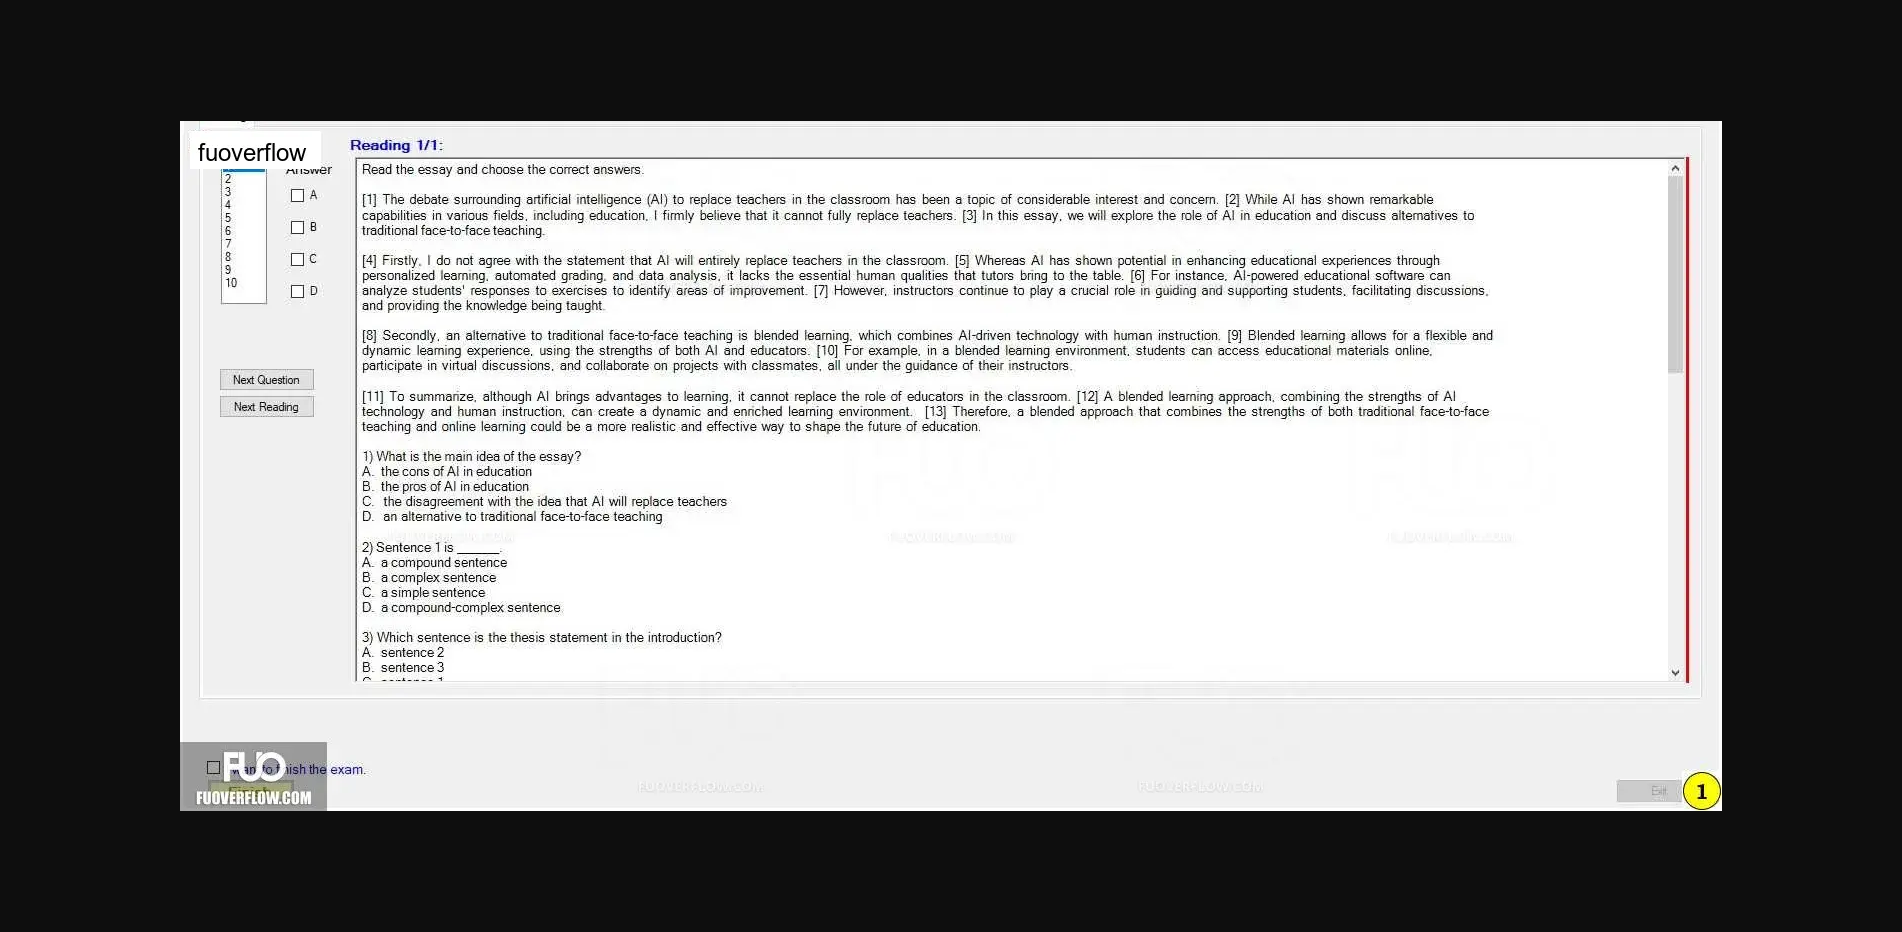 fuoverflow
Reading 1/1:
Answer
2
3
4
5
6
7
8
9
10
A
B
C
D
Next Question
Next Reading
Read the essay and choose the correct answers.
[1] The debate surrounding artificial intelligence (AI) to replace teachers in the classroom has been a topic of considerable interest and concern. [2] While AI has shown remarkable
capabilities in various fields, including education, I firmly believe that it cannot fully replace teachers. [3] In this essay, we will explore the role of AI in education and discuss alternatives to
traditional face-to-face teaching.
[4] Firstly, I do not agree with the statement that AI will entirely replace teachers in the classroom. [5] Whereas AI has shown potential in enhancing educational experiences through
personalized learning, automated grading, and data analysis, it lacks the essential human qualities that tutors bring to the table. [6] For instance, AI-powered educational software can
analyze students' responses to exercises to identify areas of improvement. [7] However, instructors continue to play a crucial role in guiding and supporting students, facilitating discussions,
and providing the knowledge being taught.
[8] Secondly, an alternative to traditional face-to-face teaching is blended learning, which combines AI-driven technology with human instruction. [9] Blended learning allows for a flexible and
dynamic learning experience, using the strengths of both AI and educators. [10] For example, in a blended learning environment, students can access educational materials online,
participate in virtual discussions, and collaborate on projects with classmates, all under the guidance of their instructors.
[11] To summarize, although AI brings advantages to learning, it cannot replace the role of educators in the classroom. [12] A blended learning approach, combining the strengths of AI
technology and human instruction, can create a dynamic and enriched learning environment. [13] Therefore, a blended approach that combines the strengths of both traditional face-to-face
teaching and online learning could be a more realistic and effective way to shape the future of education.
1) What is the main idea of the essay?
A. the cons of AI in education
B. the pros of AI in education
C. the disagreement with the idea that AI will replace teachers
D. an alternative to traditional face-to-face teaching
2) Sentence 1 is ______.
A. a compound sentence
B. a complex sentence
C. a simple sentence
D. a compound-complex sentence
3) Which sentence is the thesis statement in the introduction?
A. sentence 2
B. sentence 3
C. sentence 1
want to finish the exam.
Finish
FUO
FUOVERFLOW.COM
FUOVERFLOW.COM
FUOVERFLOW.COM
Exit
1